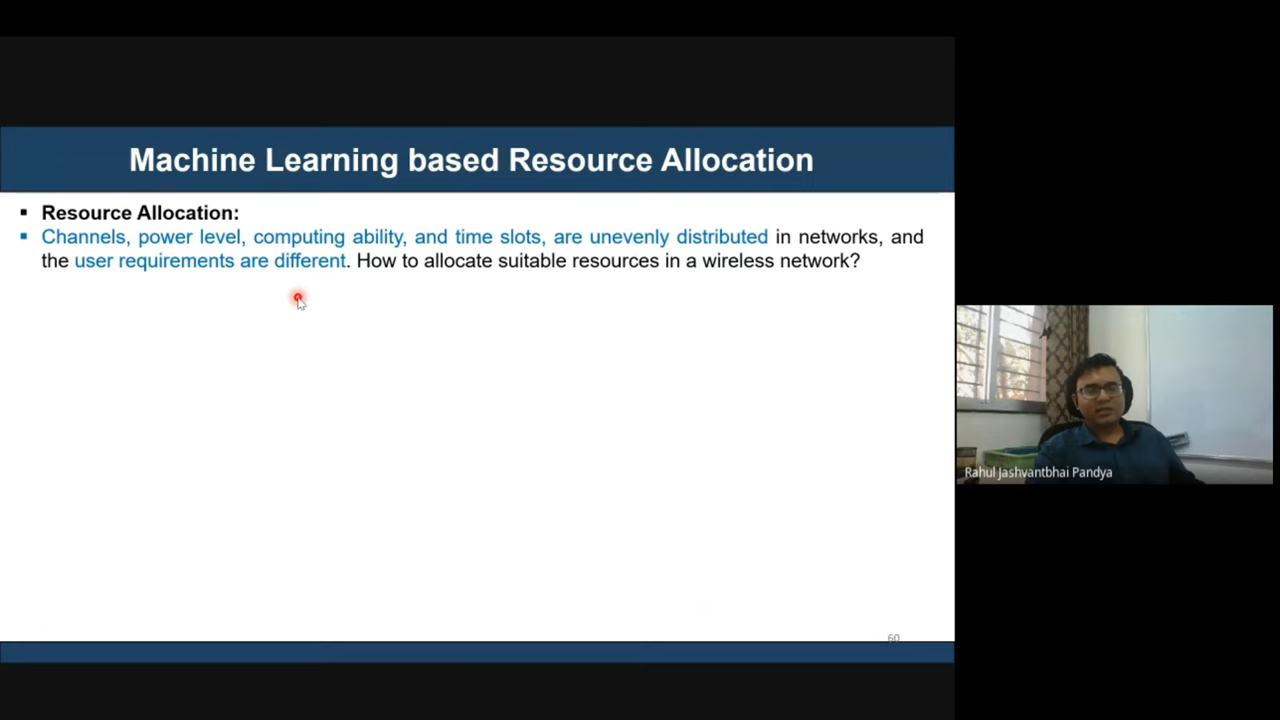 Machine Learning based Resource Allocation
▪ Resource Allocation:
▪ Channels, power level, computing ability, and time slots, are unevenly distributed in networks, and
the user requirements are different. How to allocate suitable resources in a wireless network?
Rahul Jashvantbhai Pandya
60